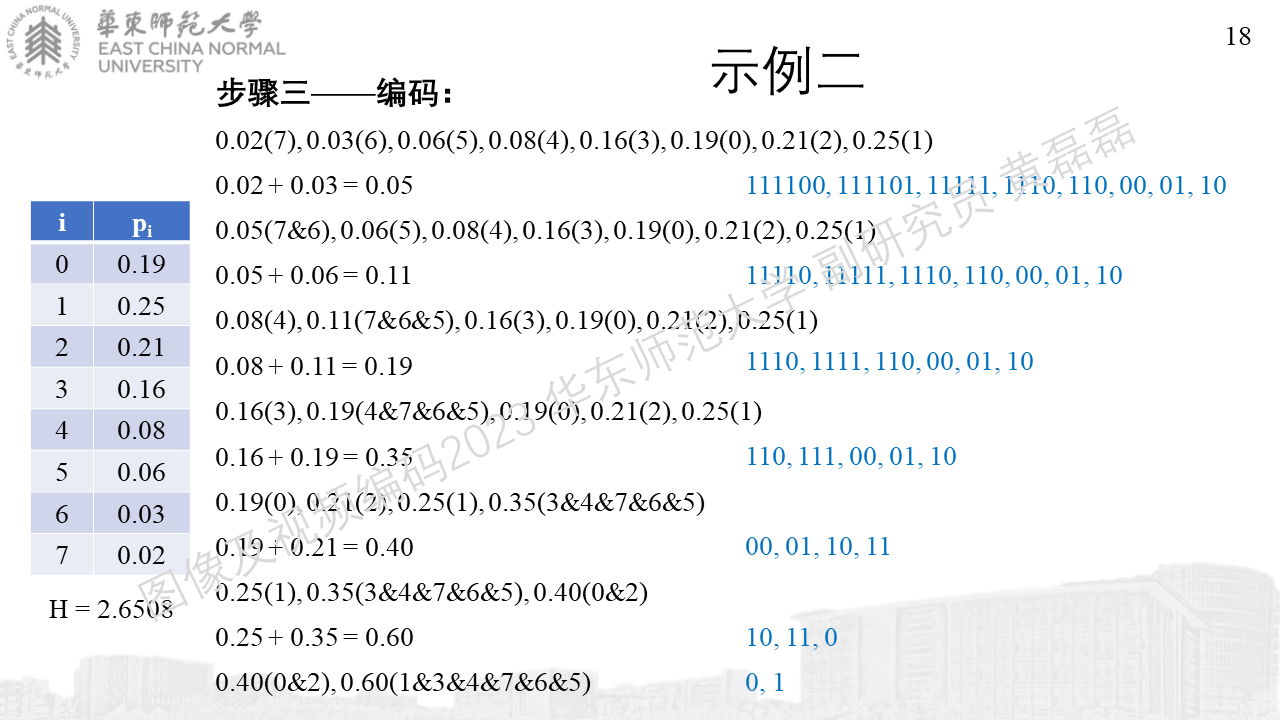 華東師範大學
EAST CHINA NORMAL
UNIVERSITY
EAST CHINA NORMAL UNIVERSITY
華東师范大学
18
示例二
步骤三——编码：
0.02(7), 0.03(6), 0.06(5), 0.08(4), 0.16(3), 0.19(0), 0.21(2), 0.25(1)
0.02 + 0.03 = 0.05 111100, 111101, 11111, 1110, 110, 00, 01, 10
0.05(7&6), 0.06(5), 0.08(4), 0.16(3), 0.19(0), 0.21(2), 0.25(1)
0.05 + 0.06 = 0.11 11110, 11111, 1110, 110, 00, 01, 10
0.08(4), 0.11(7&6&5), 0.16(3), 0.19(0), 0.21(2), 0.25(1)
0.08 + 0.11 = 0.19 1110, 1111, 110, 00, 01, 10
0.16(3), 0.19(4&7&6&5), 0.19(0), 0.21(2), 0.25(1)
0.16 + 0.19 = 0.35 110, 111, 00, 01, 10
0.19(0), 0.21(2), 0.25(1), 0.35(3&4&7&6&5)
0.19 + 0.21 = 0.40 00, 01, 10, 11
0.25(1), 0.35(3&4&7&6&5), 0.40(0&2)
0.25 + 0.35 = 0.60 10, 11, 0
0.40(0&2), 0.60(1&3&4&7&6&5) 0, 1
i pi
0 0.19
1 0.25
2 0.21
3 0.16
4 0.08
5 0.06
6 0.03
7 0.02
H = 2.6508
图像及视频编码2023 华东师范大学 副研究员 黄磊磊